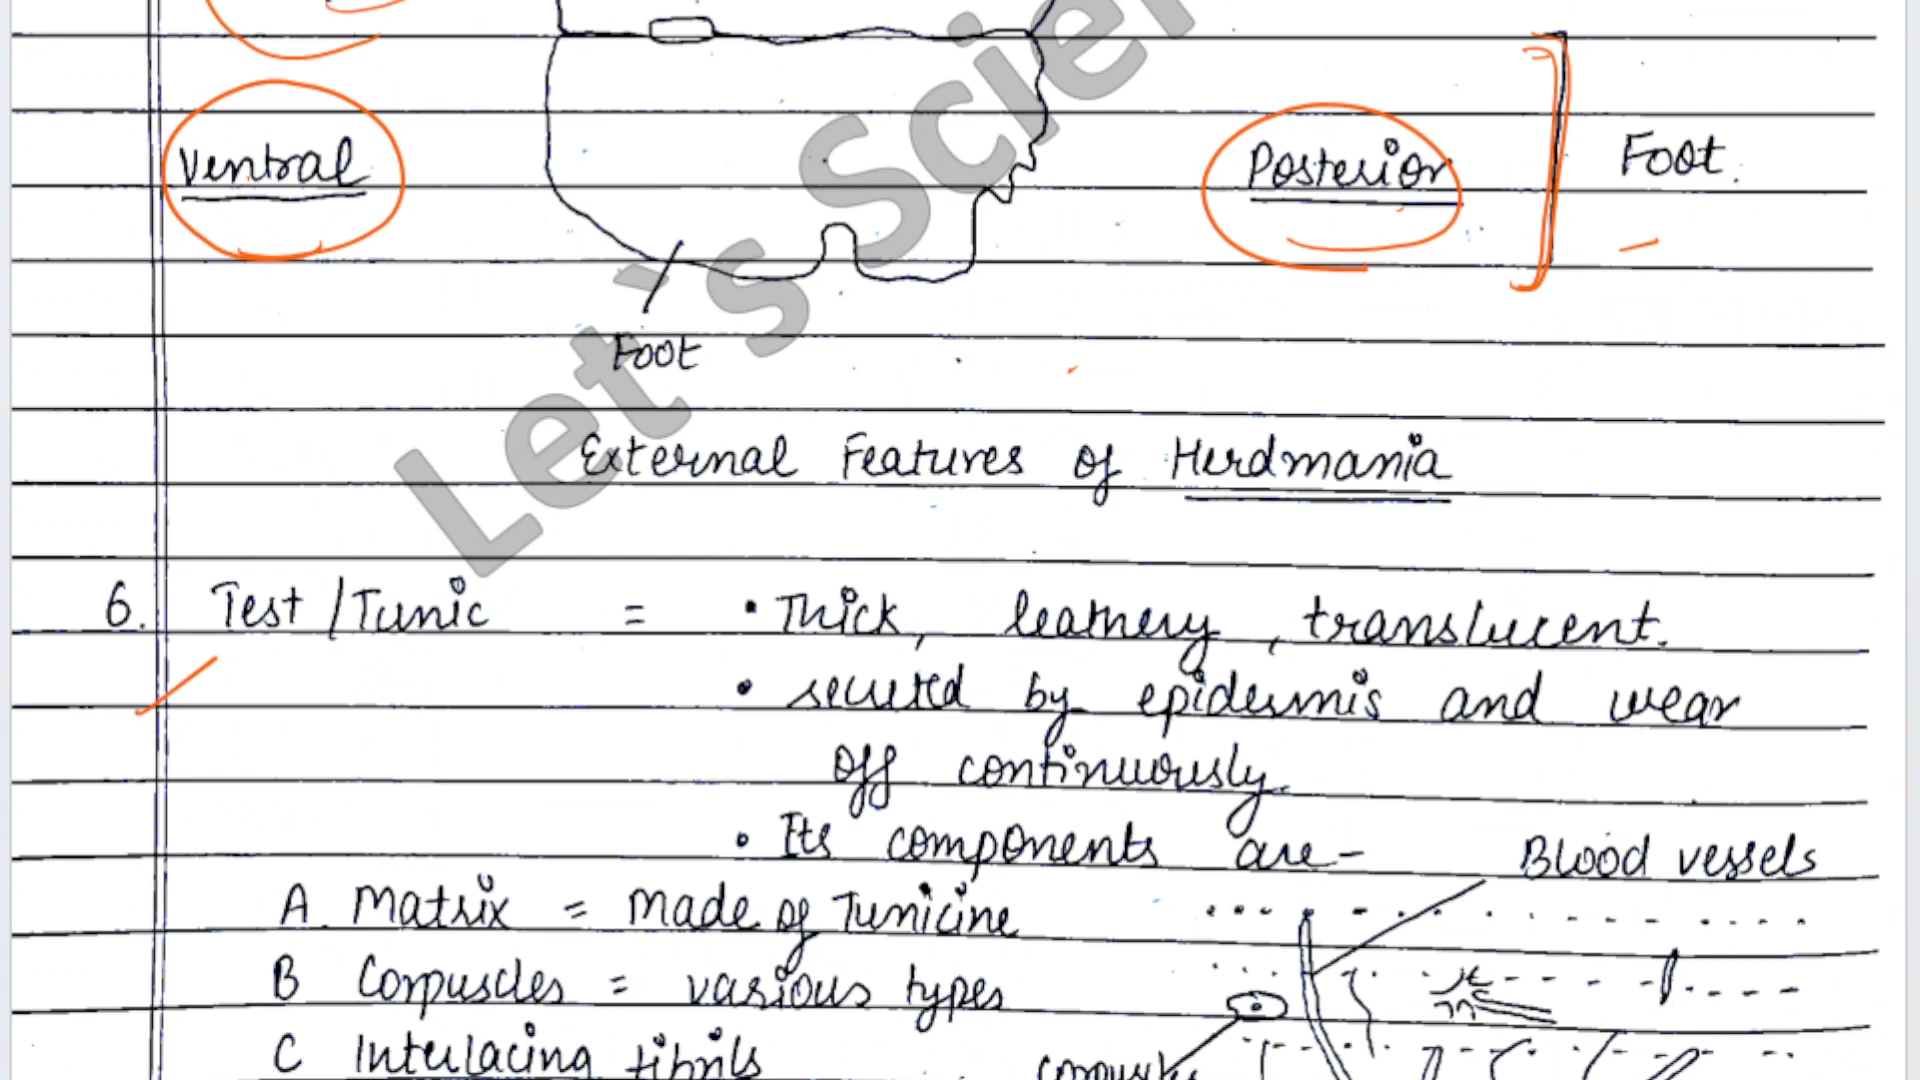 Ventral
Posterior
Foot.
Foot
Let's Scie
External Features of Herdmania
6. Test/Tunic = • Thick, leathery, translucent.
• secreted by epidermis and wear
off continuously.
• Its components are-
Blood vessels
A. Matrix = made of Tunicine
B Corpuscles = various types
C Interlacing fibrils